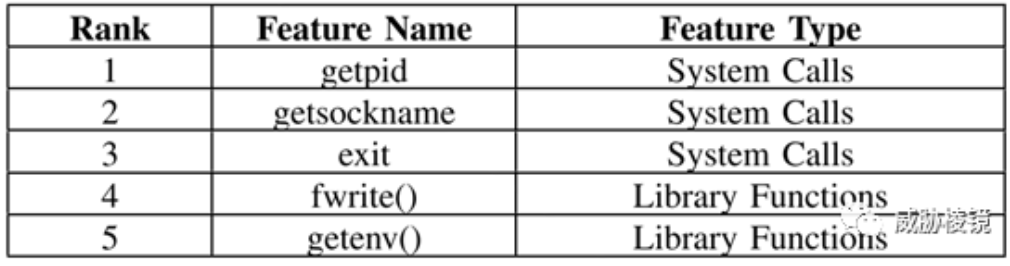 Rank Feature Name Feature Type
1 getpid System Calls
2 getsockname System Calls
3 exit System Calls
4 fwrite() Library Functions
5 getenv() Library Functions
威胁棱镜